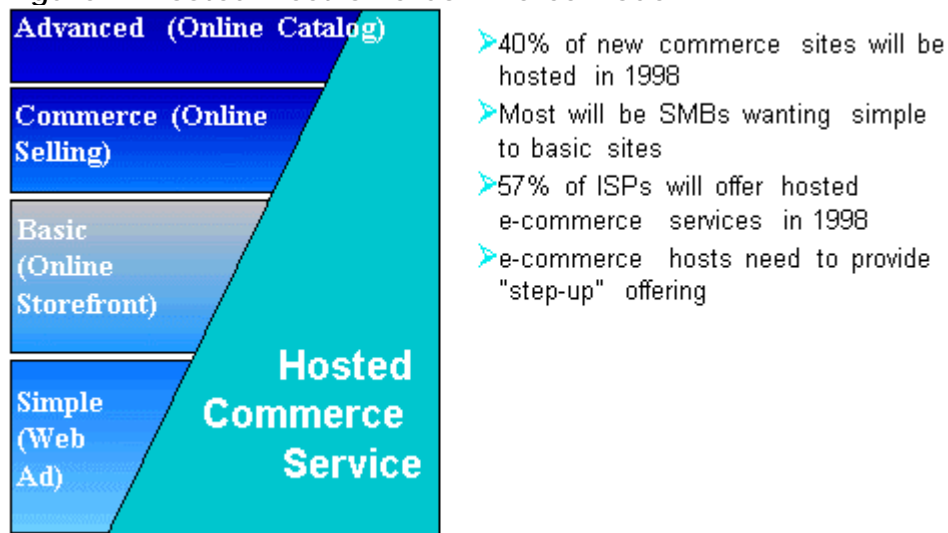 Advanced (Online Catalog)
Commerce (Online
Selling)
Basic
(Online
Storefront)
Simple
(Web
Ad)
Hosted
Commerce
Service
40% of new commerce sites will be
hosted in 1998
Most will be SMBs wanting simple
to basic sites
57% of ISPs will offer hosted
e-commerce services in 1998
e-commerce hosts need to provide
"step-up" offering